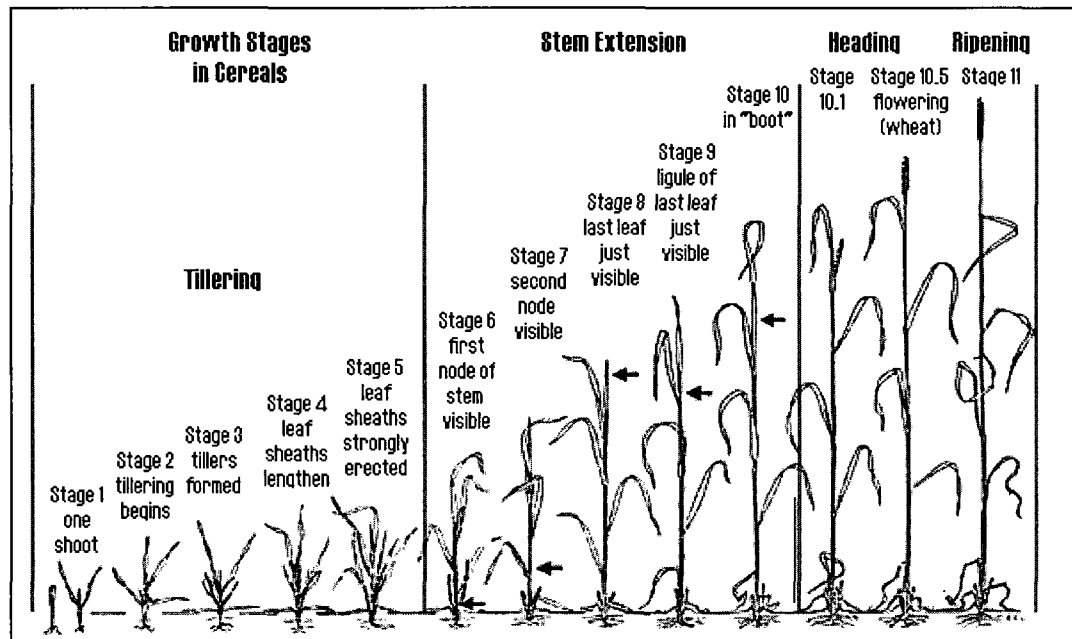 Growth Stages
in Cereals
Tillering
Stage 1
one
shoot
Stage 2
tillering
begins
Stage 3
tillers
formed
Stage 4
leaf
sheaths
lengthen
Stage 5
leaf
sheaths
strongly
erected
Stem Extension
Stage 6
first
node of
stem
visible
Stage 7
second
node
visible
Stage 8
last leaf
just
visible
Stage 9
ligule of
last leaf
just
visible
Stage 10
in "boot"
Heading
Stage
10.1
Stage 10.5
flowering
(wheat)
Ripening
Stage 11